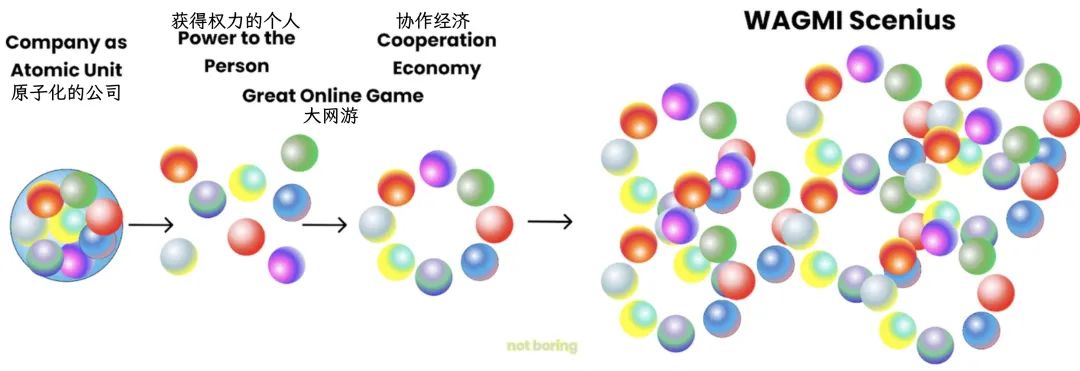 Company as
Atomic Unit
原子化的公司
获得权力的个人
Power to the
Person
协作经济
Cooperation
Economy
Great Online Game
大网游
WAGMI Scenius
not boring